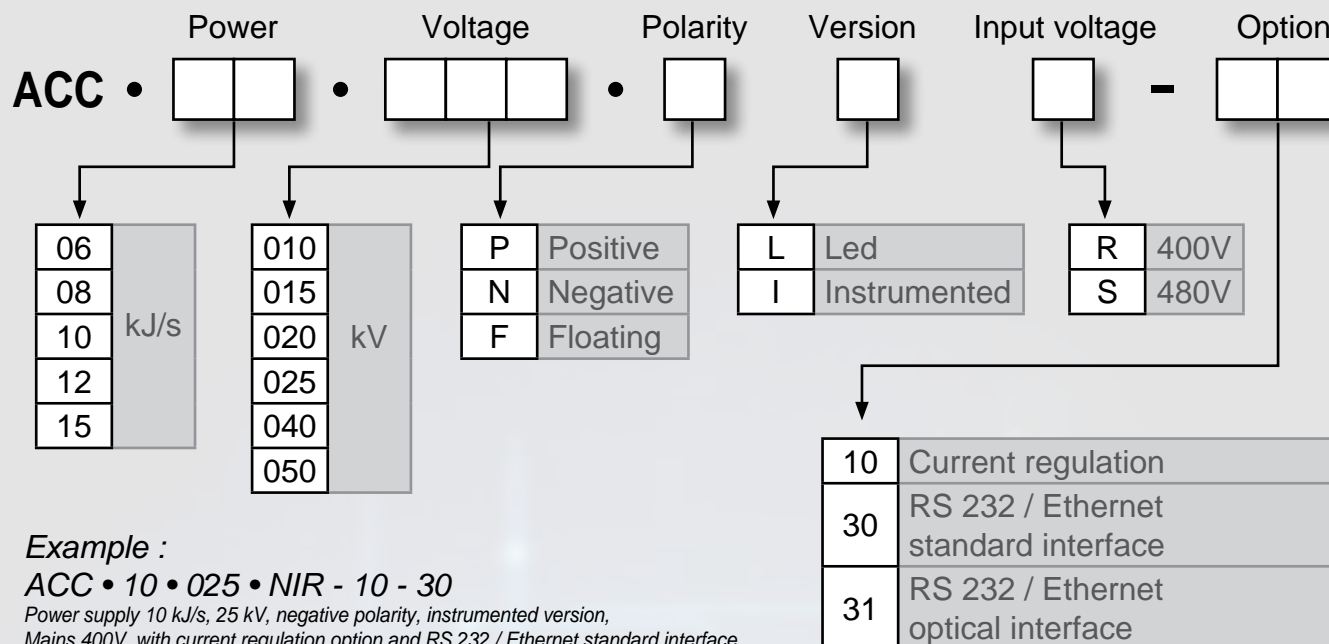 Power Voltage Polarity Version Input voltage Option
ACC • • • -
06
08
10
12
15
kJ/s
010
015
020
025
040
050
kV
P Positive
N Negative
F Floating
L Led
I Instrumented
R 400V
S 480V
10 Current regulation
30 RS 232 / Ethernet
standard interface
31 RS 232 / Ethernet
optical interface
Example :
ACC • 10 • 025 • NIR - 10 - 30
Power supply 10 kJ/s, 25 kV, negative polarity, instrumented version,
Mains 400V, with current regulation option and RS 232 / Ethernet standard interface